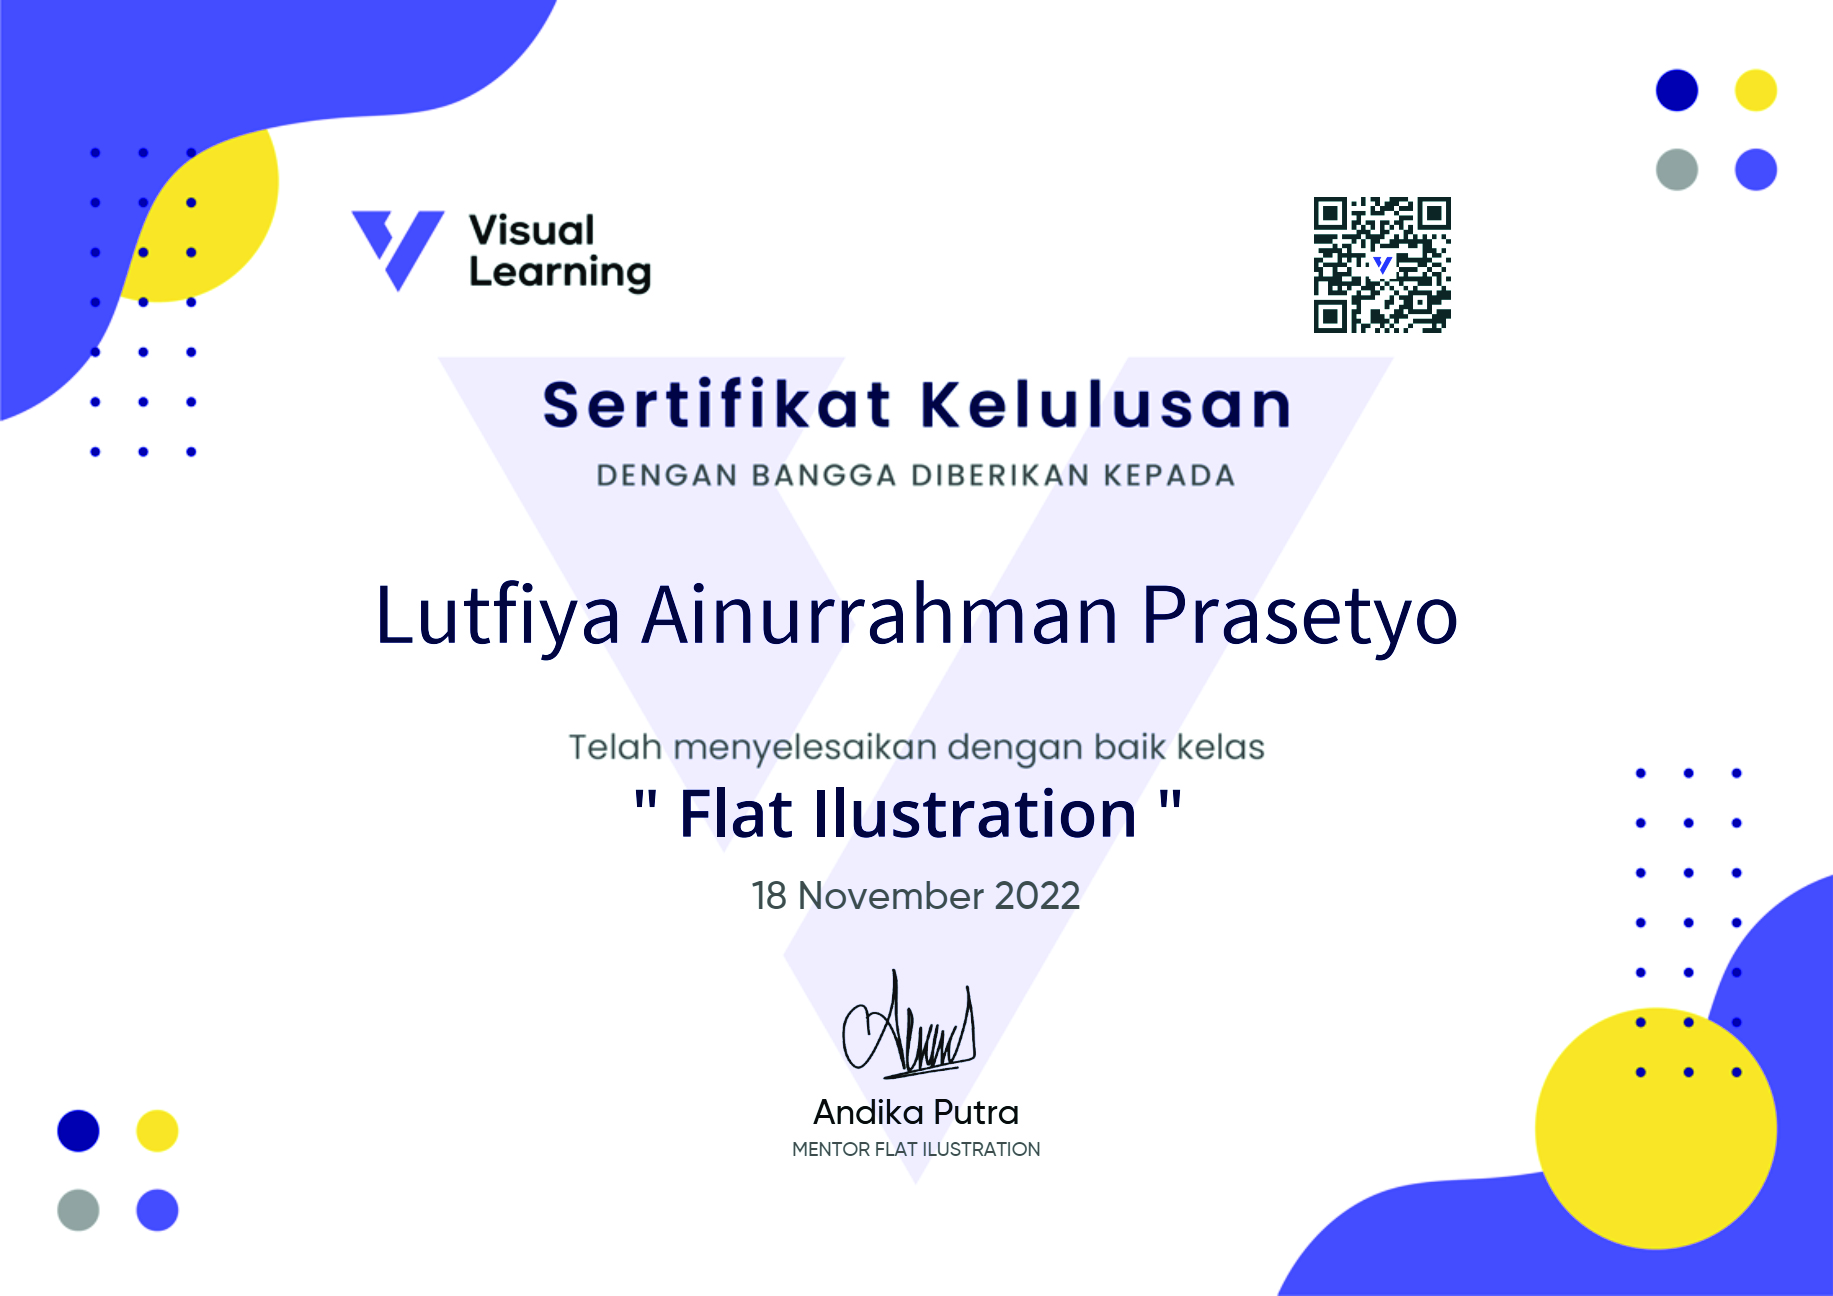 Visual
Learning
Sertifikat Kelulusan
DENGAN BANGGA DIBERIKAN KEPADA
Lutfiya Ainurrahman Prasetyo
Telah menyelesaikan dengan baik kelas
" Flat Ilustration "
18 November 2022
Andika Putra
MENTOR FLAT ILUSTRATION